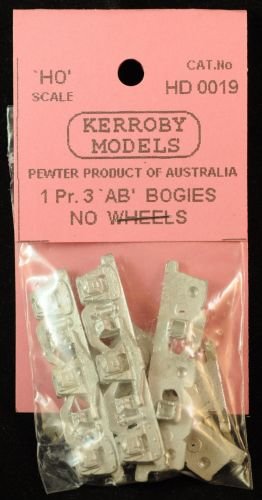 `HO'
SCALE
CAT.No
HD 0019
KERROBY
MODELS
PEWTER PRODUCT OF AUSTRALIA
1 Pr. 3 `AB' BOGIES
NO WHEELS